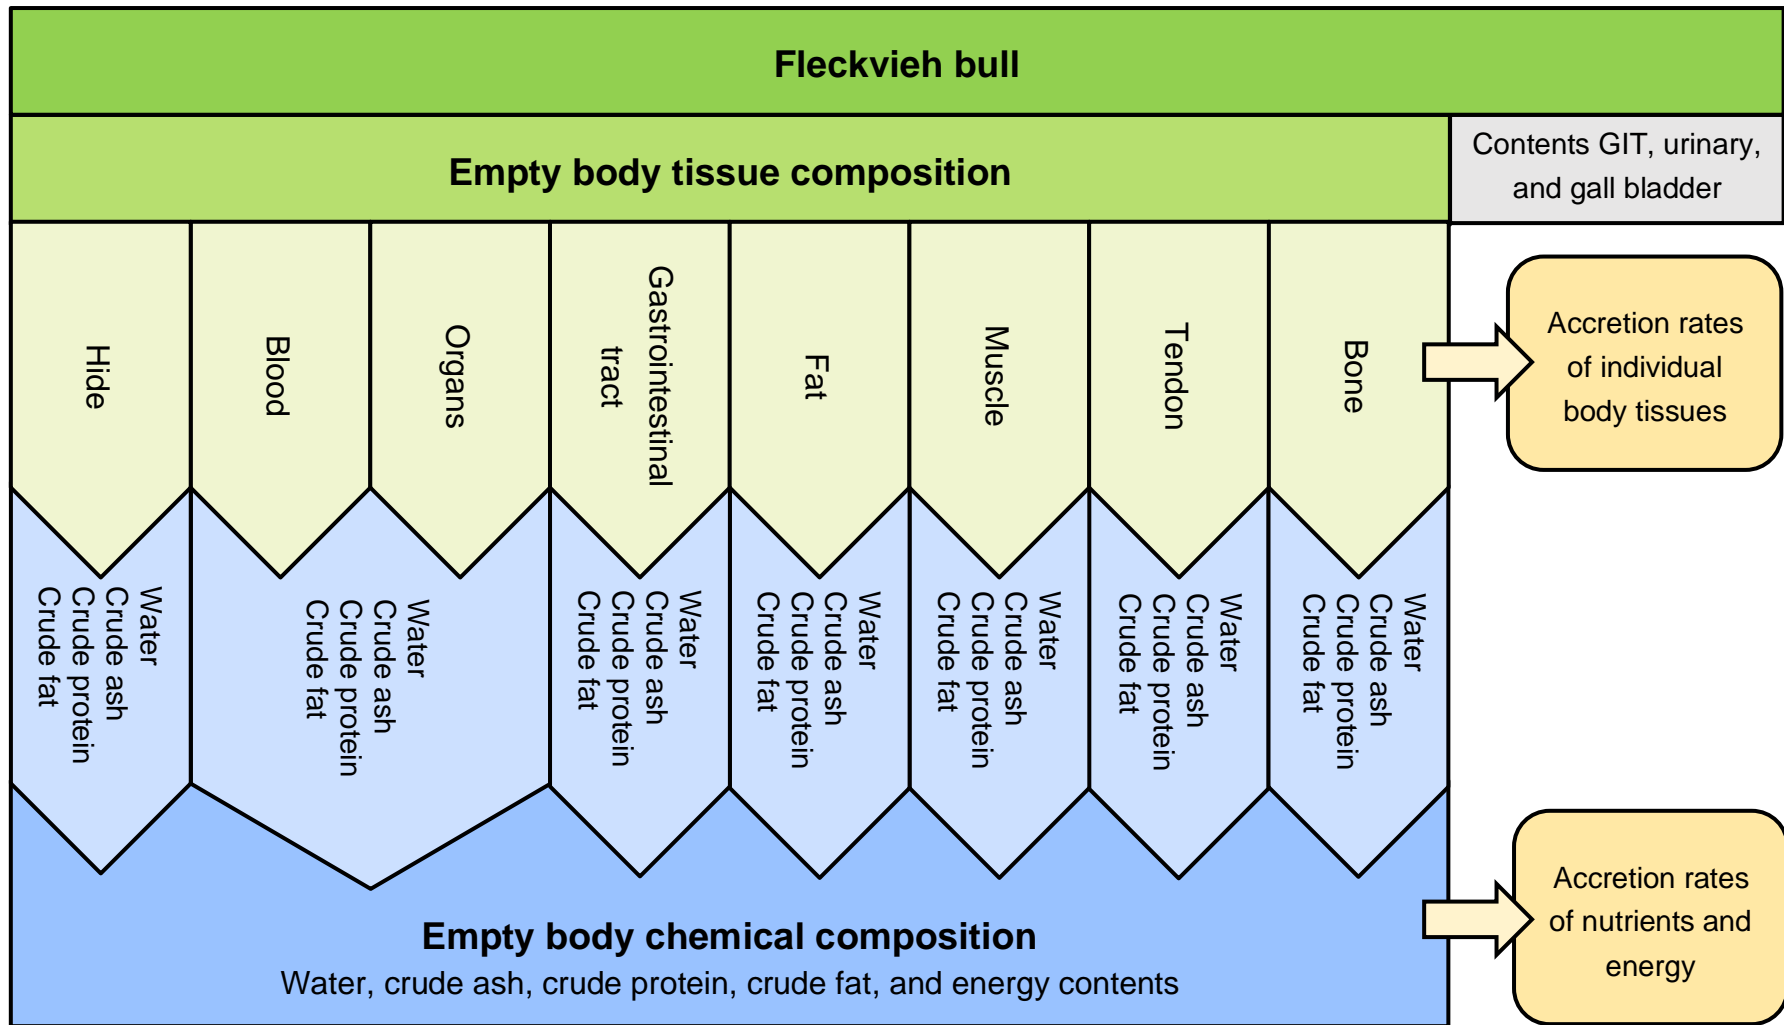 Fleckvieh bull
Empty body tissue composition
Contents GIT, urinary,
and gall bladder
Hide
Blood
Organs
Gastrointestinal
tract
Fat
Muscle
Tendon
Bone
Accretion rates
of individual
body tissues
Water
Crude ash
Crude protein
Crude fat
Water
Crude ash
Crude protein
Crude fat
Water
Crude ash
Crude protein
Crude fat
Water
Crude ash
Crude protein
Crude fat
Water
Crude ash
Crude protein
Crude fat
Water
Crude ash
Crude protein
Crude fat
Water
Crude ash
Crude protein
Crude fat
Empty body chemical composition
Water, crude ash, crude protein, crude fat, and energy contents
Accretion rates
of nutrients and
energy